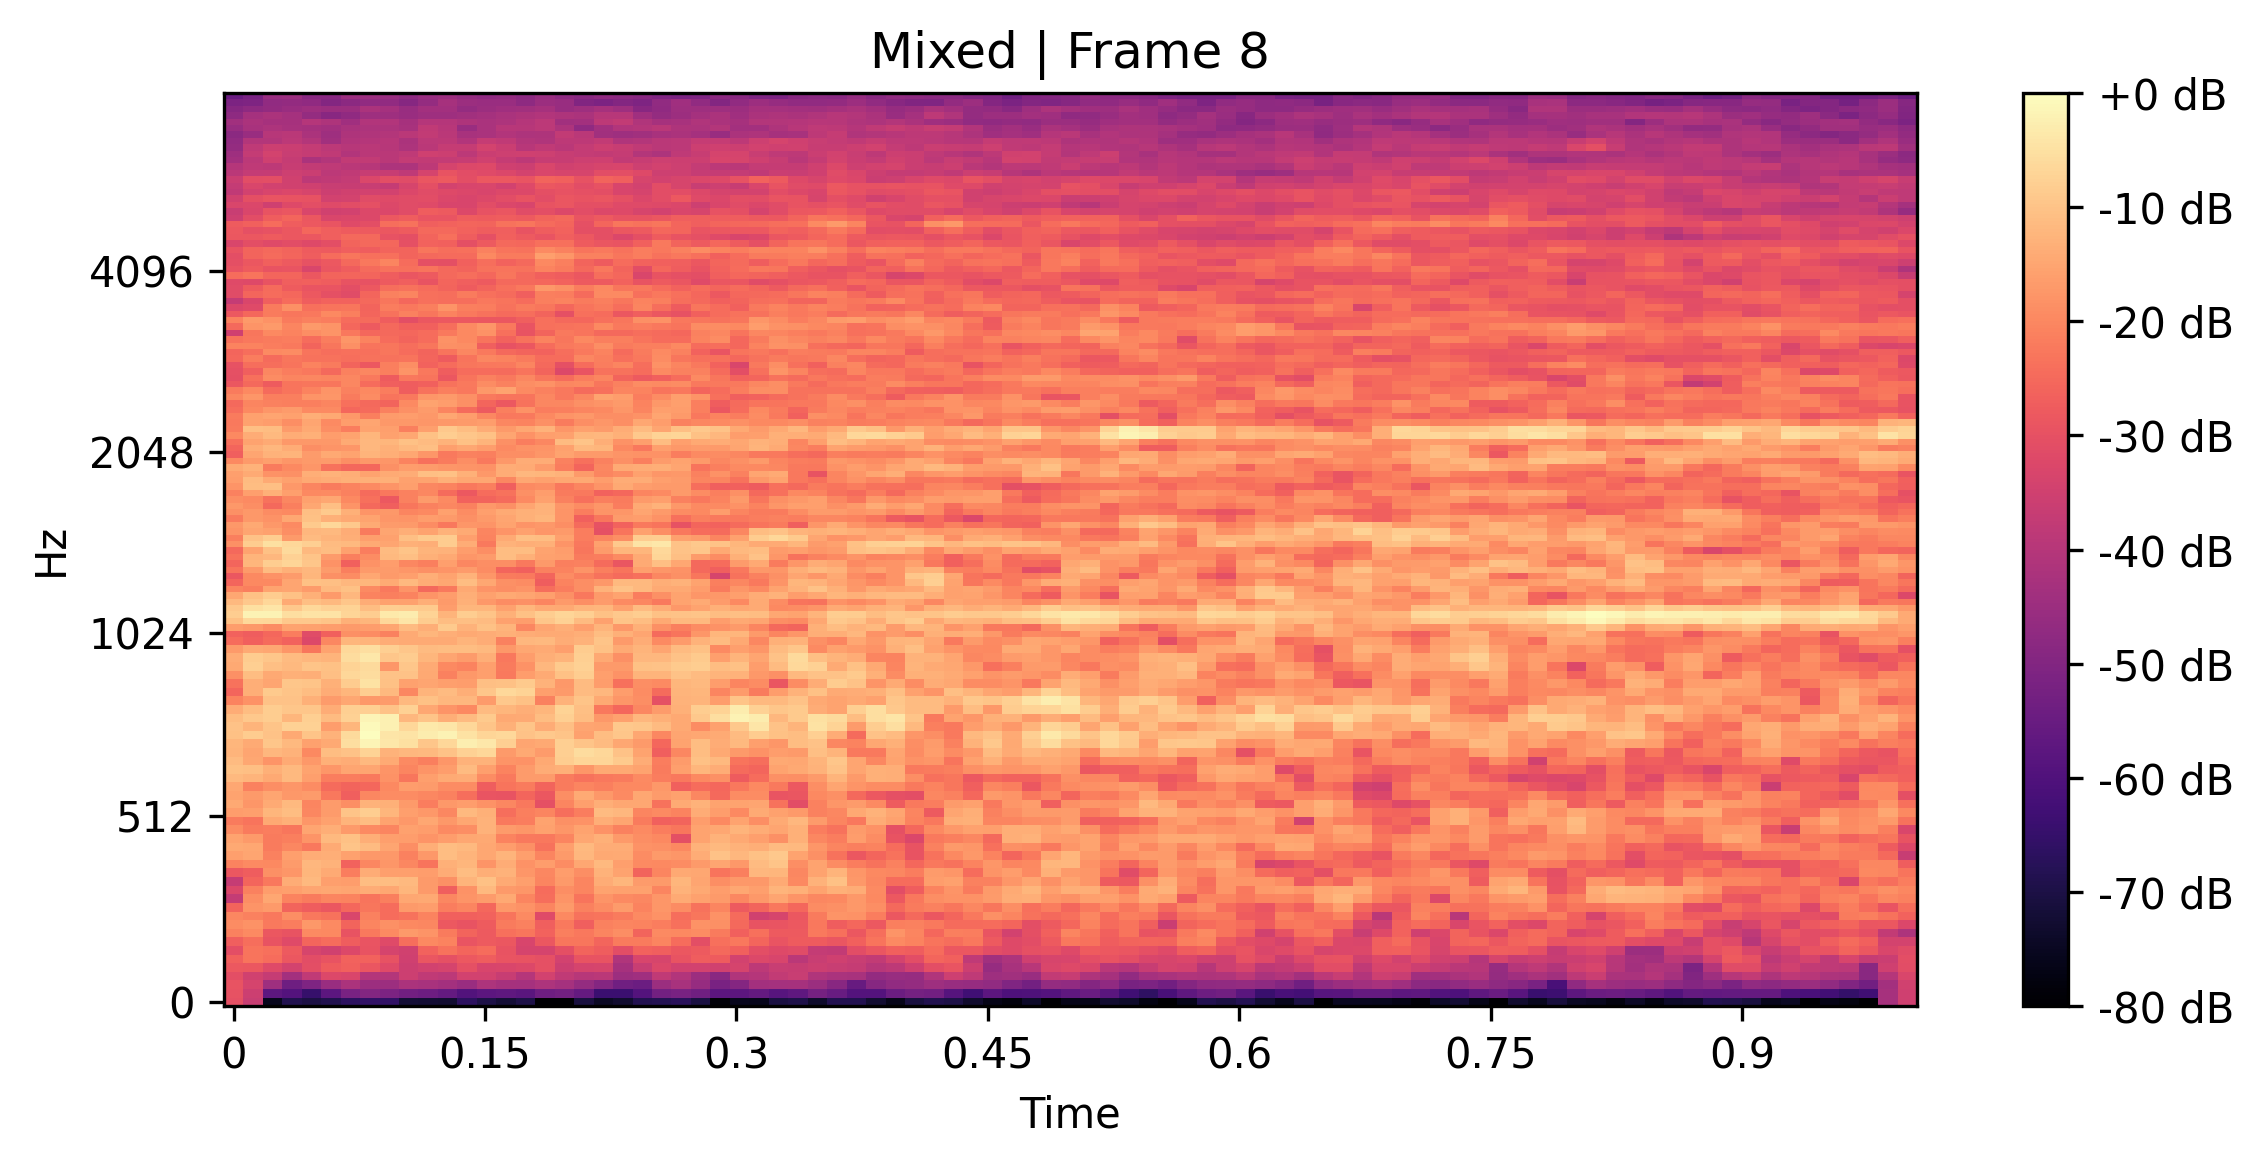 Mixed | Frame 8
+0 dB
-10 dB
-20 dB
-30 dB
-40 dB
-50 dB
-60 dB
-70 dB
-80 dB
4096
2048
1024
512
0
Hz
0 0.15 0.3 0.45 0.6 0.75 0.9
Time